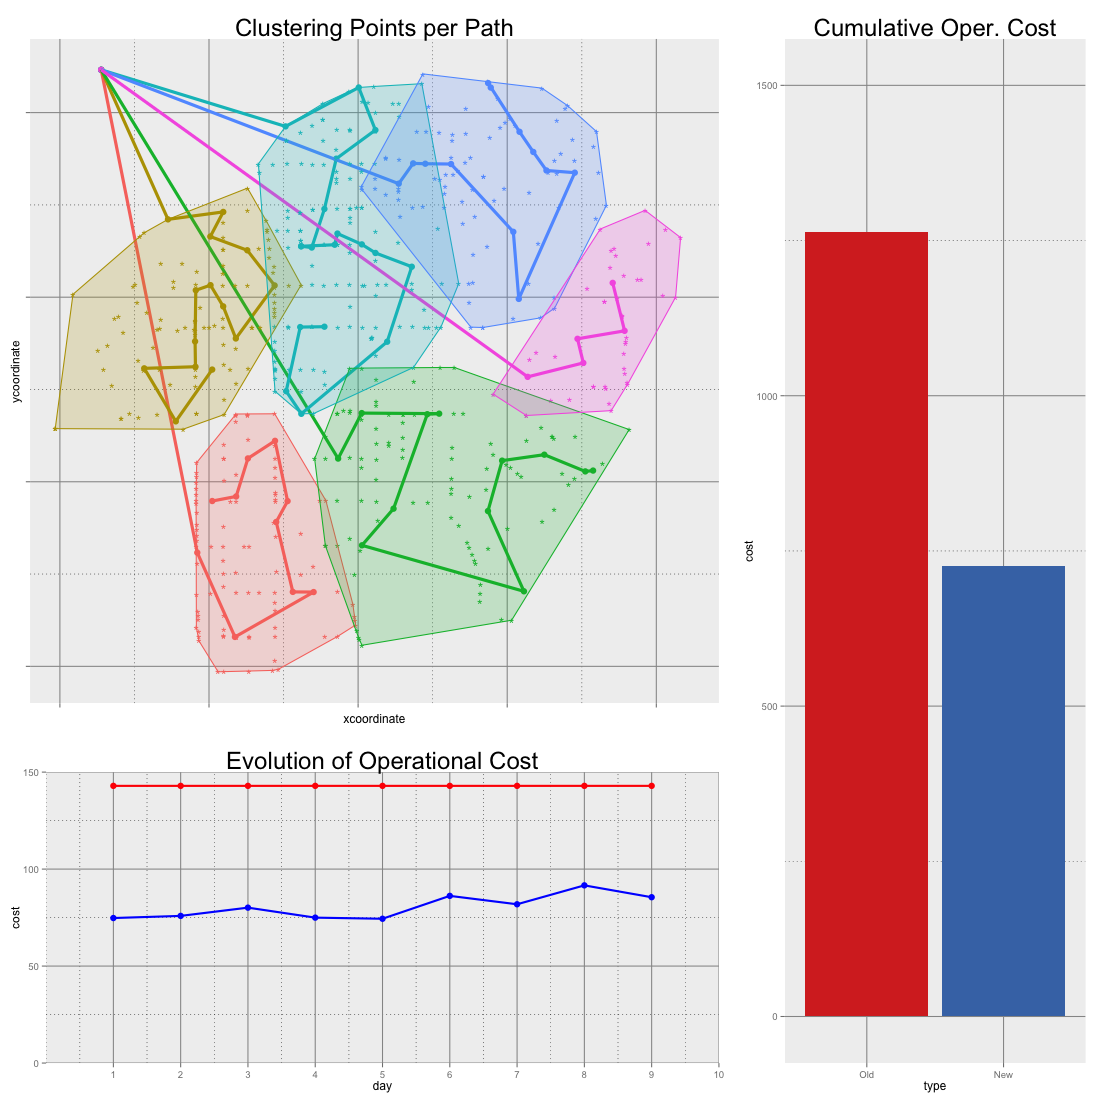 Clustering Points per Path
ycoordinate
xcoordinate
Evolution of Operational Cost
150
100
50
0
cost
1 2 3 4 5 6 7 8 9 10
day
Cumulative Oper. Cost
1500
1000
500
0
cost
Old New
type